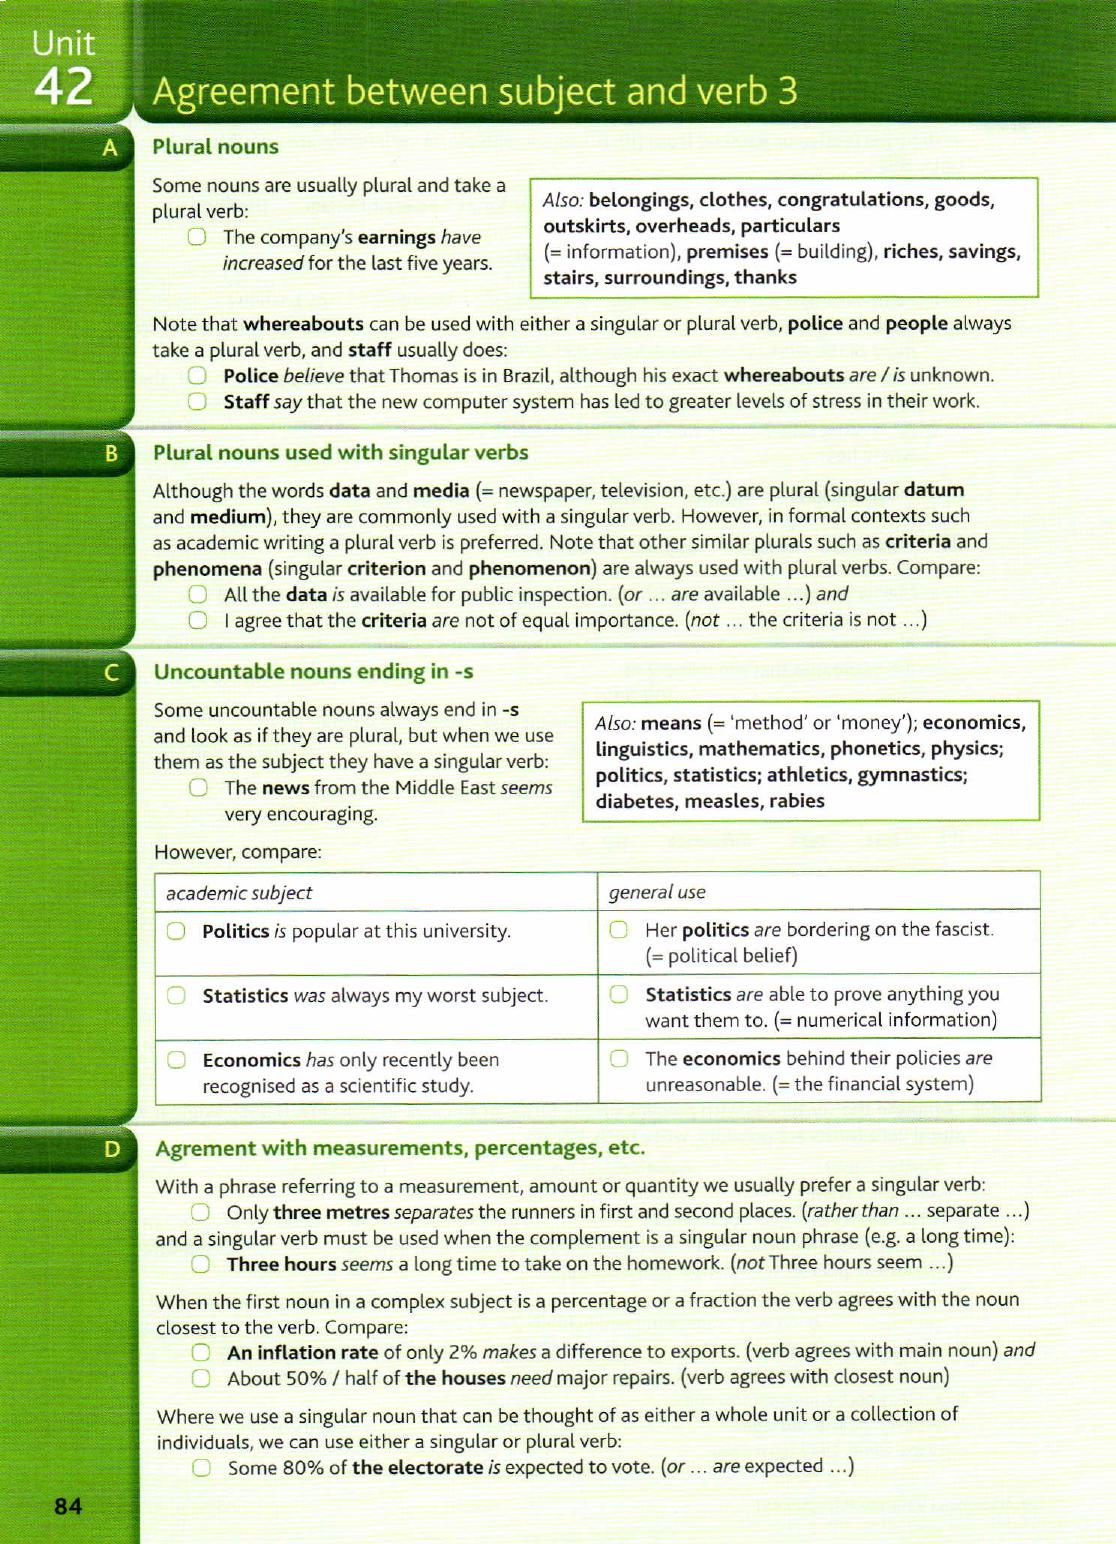 Unit
42
Agreement between subject and verb 3
A
Plural nouns
Some nouns are usually plural and take a
plural verb:
The company's earnings have
increased for the last five years.
Also: belongings, clothes, congratulations, goods,
outskirts, overheads, particulars
(= information), premises (= building), riches, savings,
stairs, surroundings, thanks
Note that whereabouts can be used with either a singular or plural verb, police and people always
take a plural verb, and staff usually does:
Police believe that Thomas is in Brazil, although his exact whereabouts are / is unknown.
Staff say that the new computer system has led to greater levels of stress in their work.
B
Plural nouns used with singular verbs
Although the words data and media (= newspaper, television, etc.) are plural (singular datum
and medium), they are commonly used with a singular verb. However, in formal contexts such
as academic writing a plural verb is preferred. Note that other similar plurals such as criteria and
phenomena (singular criterion and phenomenon) are always used with plural verbs. Compare:
All the data is available for public inspection. (or ... are available ...) and
I agree that the criteria are not of equal importance. (not ... the criteria is not ...)
C
Uncountable nouns ending in -s
Some uncountable nouns always end in -s
and look as if they are plural, but when we use
them as the subject they have a singular verb:
The news from the Middle East seems
very encouraging.
Also: means (= 'method' or 'money'); economics,
linguistics, mathematics, phonetics, physics;
politics, statistics; athletics, gymnastics;
diabetes, measles, rabies
However, compare:
academic subject
general use
Politics is popular at this university.
Her politics are bordering on the fascist.
(= political belief)
Statistics was always my worst subject.
Statistics are able to prove anything you
want them to. (= numerical information)
Economics has only recently been
recognised as a scientific study.
The economics behind their policies are
unreasonable. (= the financial system)
D
Agrement with measurements, percentages, etc.
With a phrase referring to a measurement, amount or quantity we usually prefer a singular verb:
Only three metres separates the runners in first and second places. (rather than ... separate ...)
and a singular verb must be used when the complement is a singular noun phrase (e.g. a long time):
Three hours seems a long time to take on the homework. (not Three hours seem ...)
When the first noun in a complex subject is a percentage or a fraction the verb agrees with the noun
closest to the verb. Compare:
An inflation rate of only 2% makes a difference to exports. (verb agrees with main noun) and
About 50% / half of the houses need major repairs. (verb agrees with closest noun)
Where we use a singular noun that can be thought of as either a whole unit or a collection of
individuals, we can use either a singular or plural verb:
Some 80% of the electorate is expected to vote. (or ... are expected ...)
84